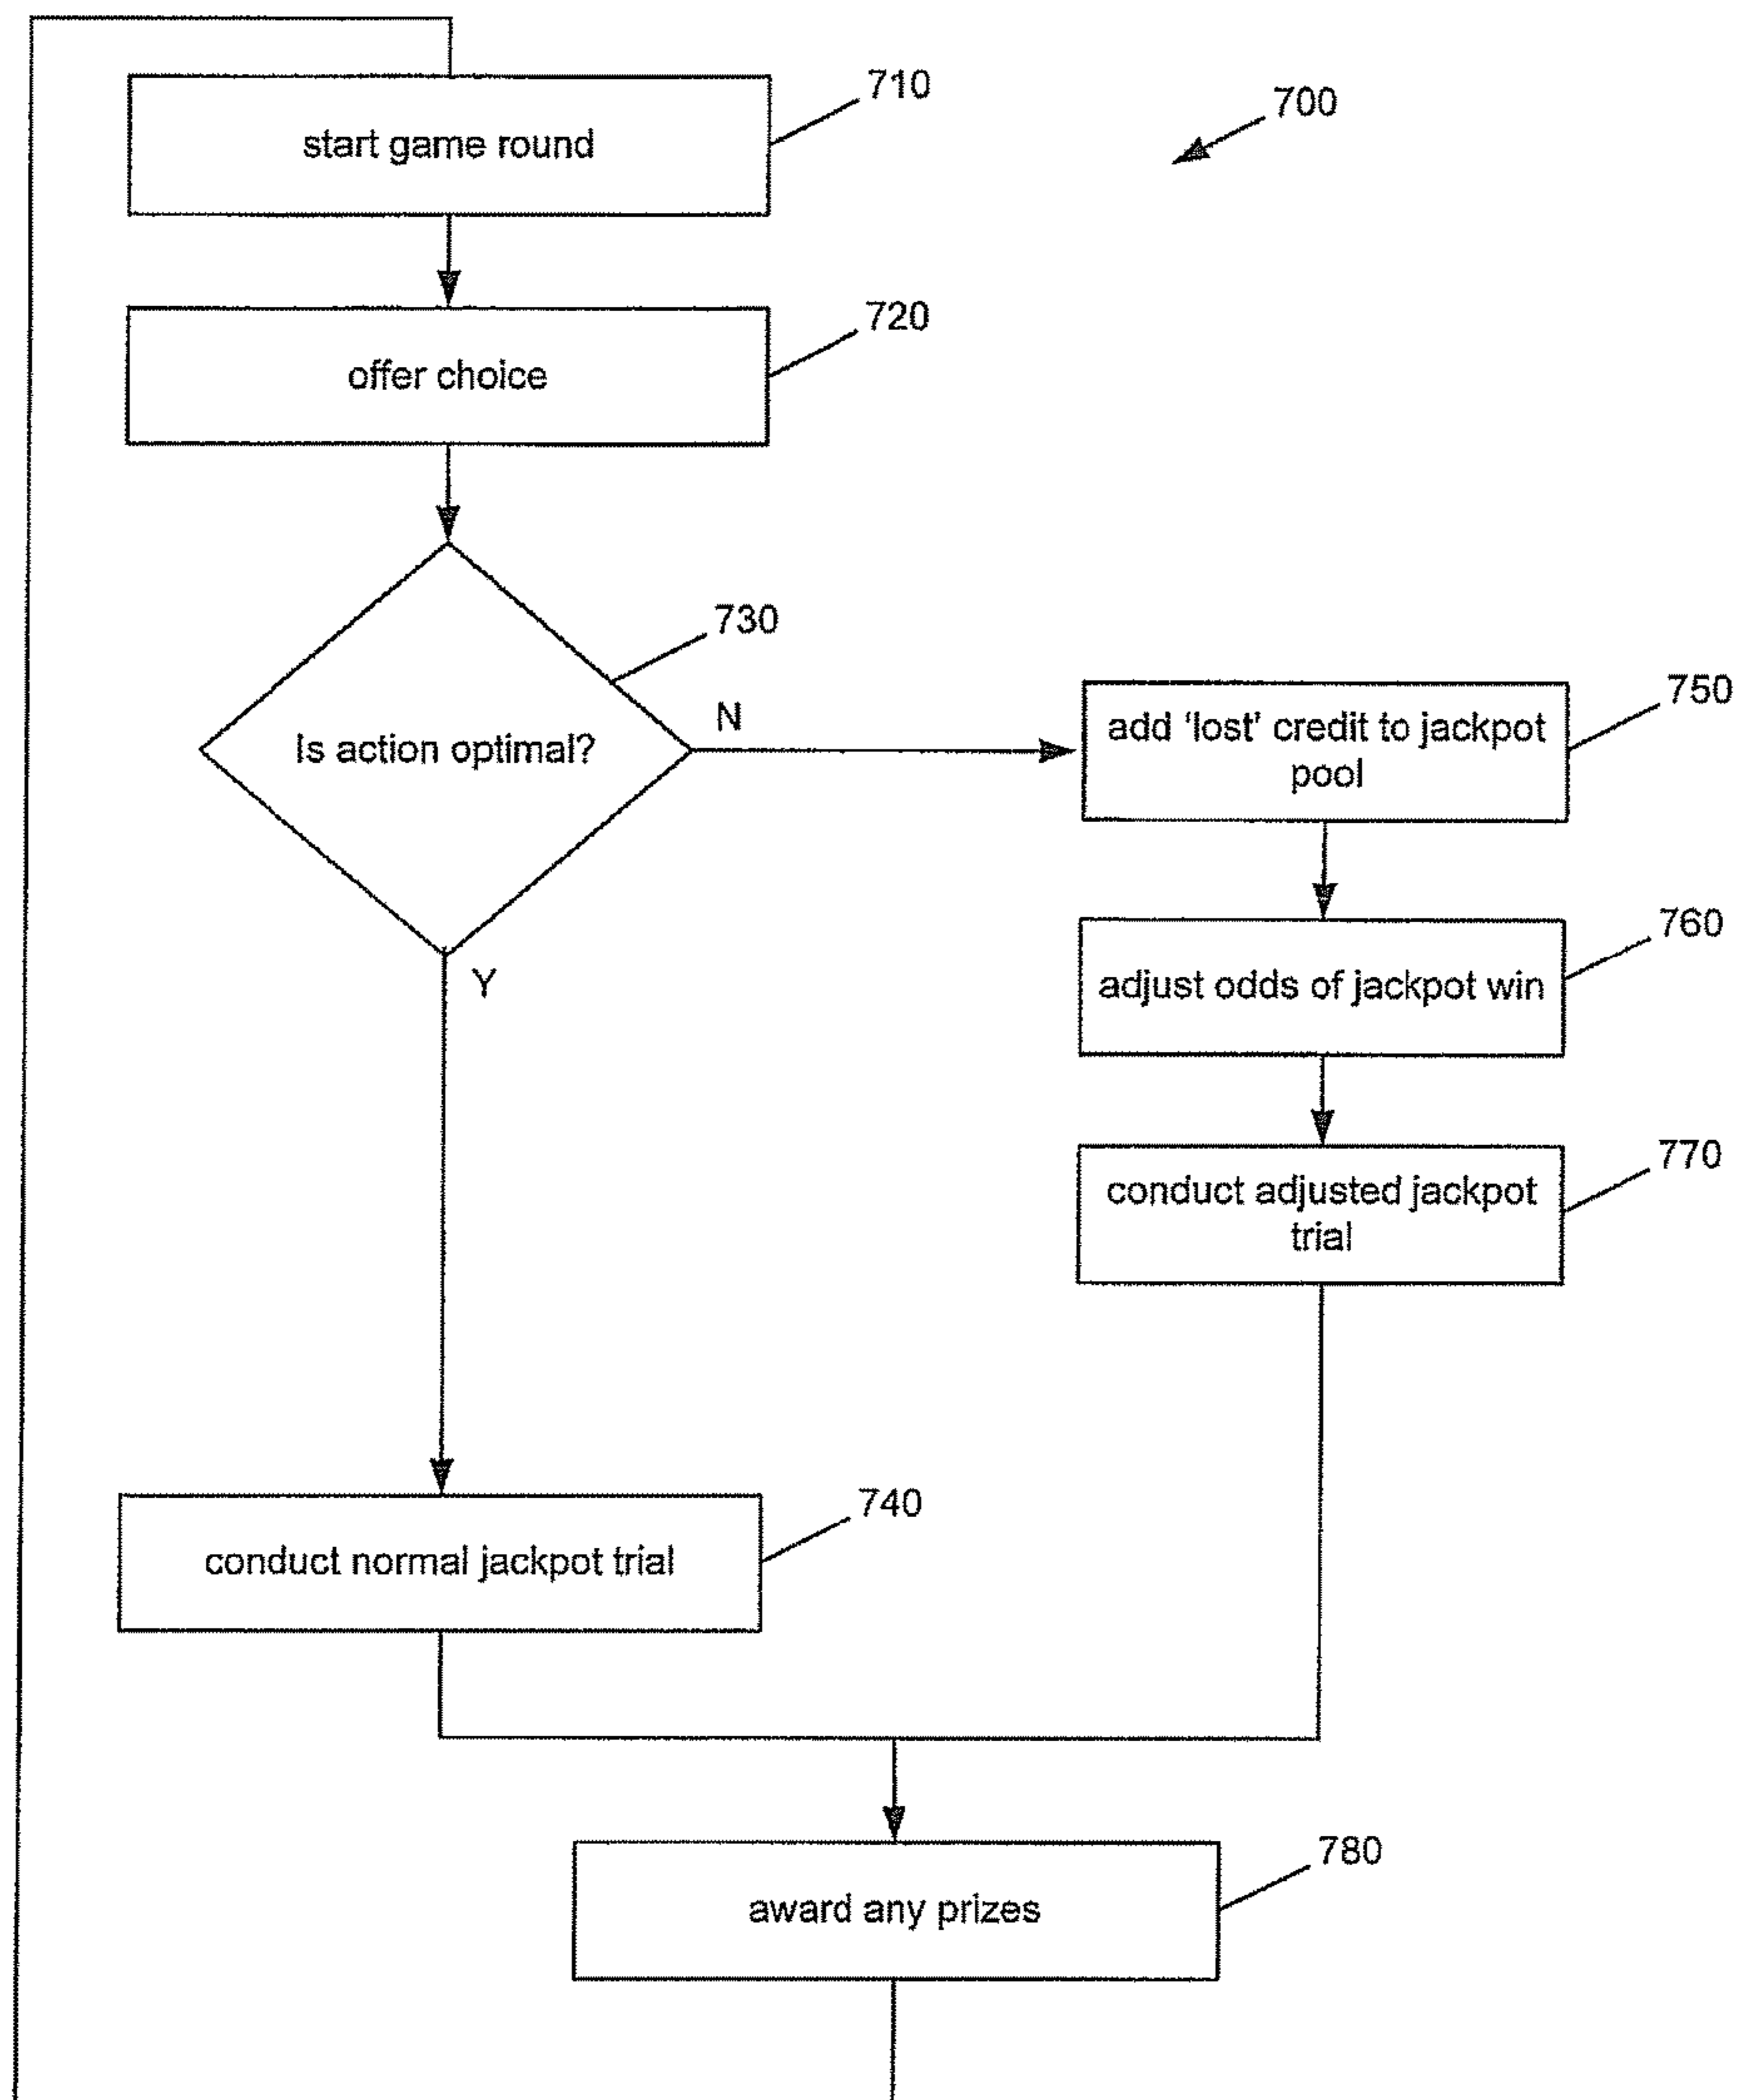 710
700
start game round
720
offer choice
730
Is action optimal?
N
750
add 'lost' credit to jackpot
pool
760
adjust odds of jackpot win
770
conduct adjusted jackpot
trial
Y
740
conduct normal jackpot trial
780
award any prizes